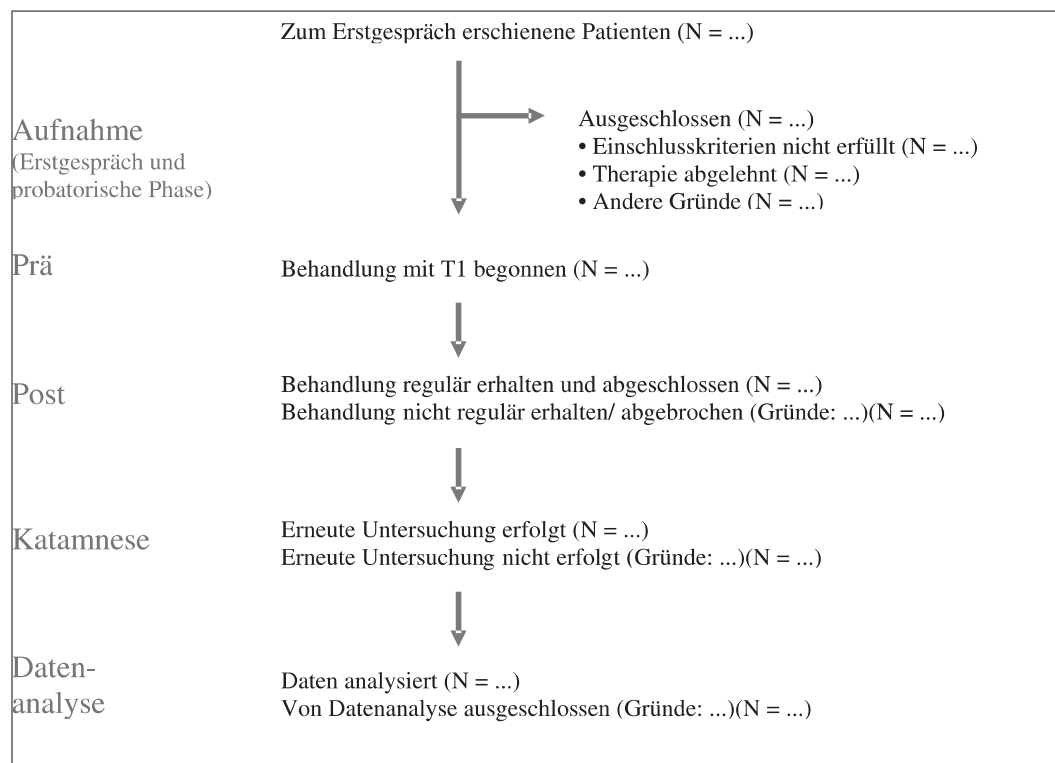 Zum Erstgespräch erschienene Patienten (N = ...)
Aufnahme
(Erstgespräch und
probatorische Phase)
Ausgeschlossen (N = ...)
• Einschlusskriterien nicht erfüllt (N = ...)
• Therapie abgelehnt (N = ...)
• Andere Gründe (N = ...)
Prä
Behandlung mit T1 begonnen (N = ...)
Post
Behandlung regulär erhalten und abgeschlossen (N = ...)
Behandlung nicht regulär erhalten/ abgebrochen (Gründe: ...)(N = ...)
Katamnese
Erneute Untersuchung erfolgt (N = ...)
Erneute Untersuchung nicht erfolgt (Gründe: ...)(N = ...)
Daten-
analyse
Daten analysiert (N = ...)
Von Datenanalyse ausgeschlossen (Gründe: ...)(N = ...)